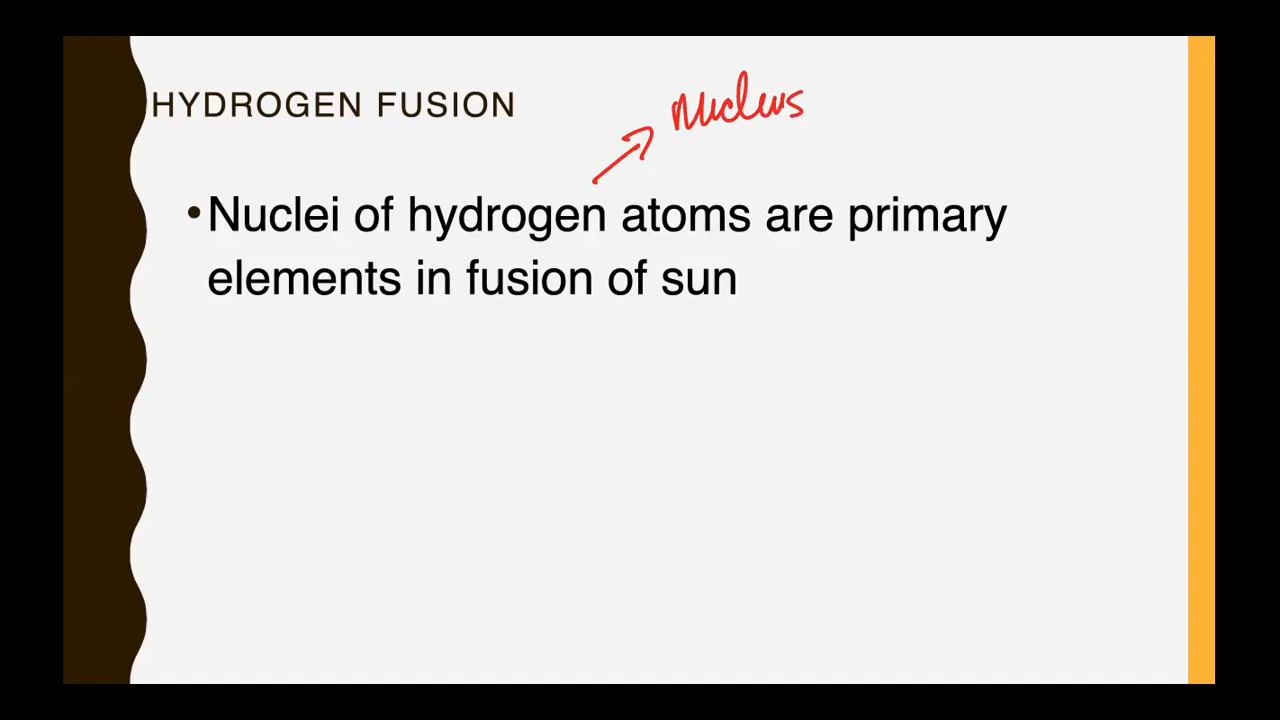 HYDROGEN FUSION
nucleus
•Nuclei of hydrogen atoms are primary
elements in fusion of sun